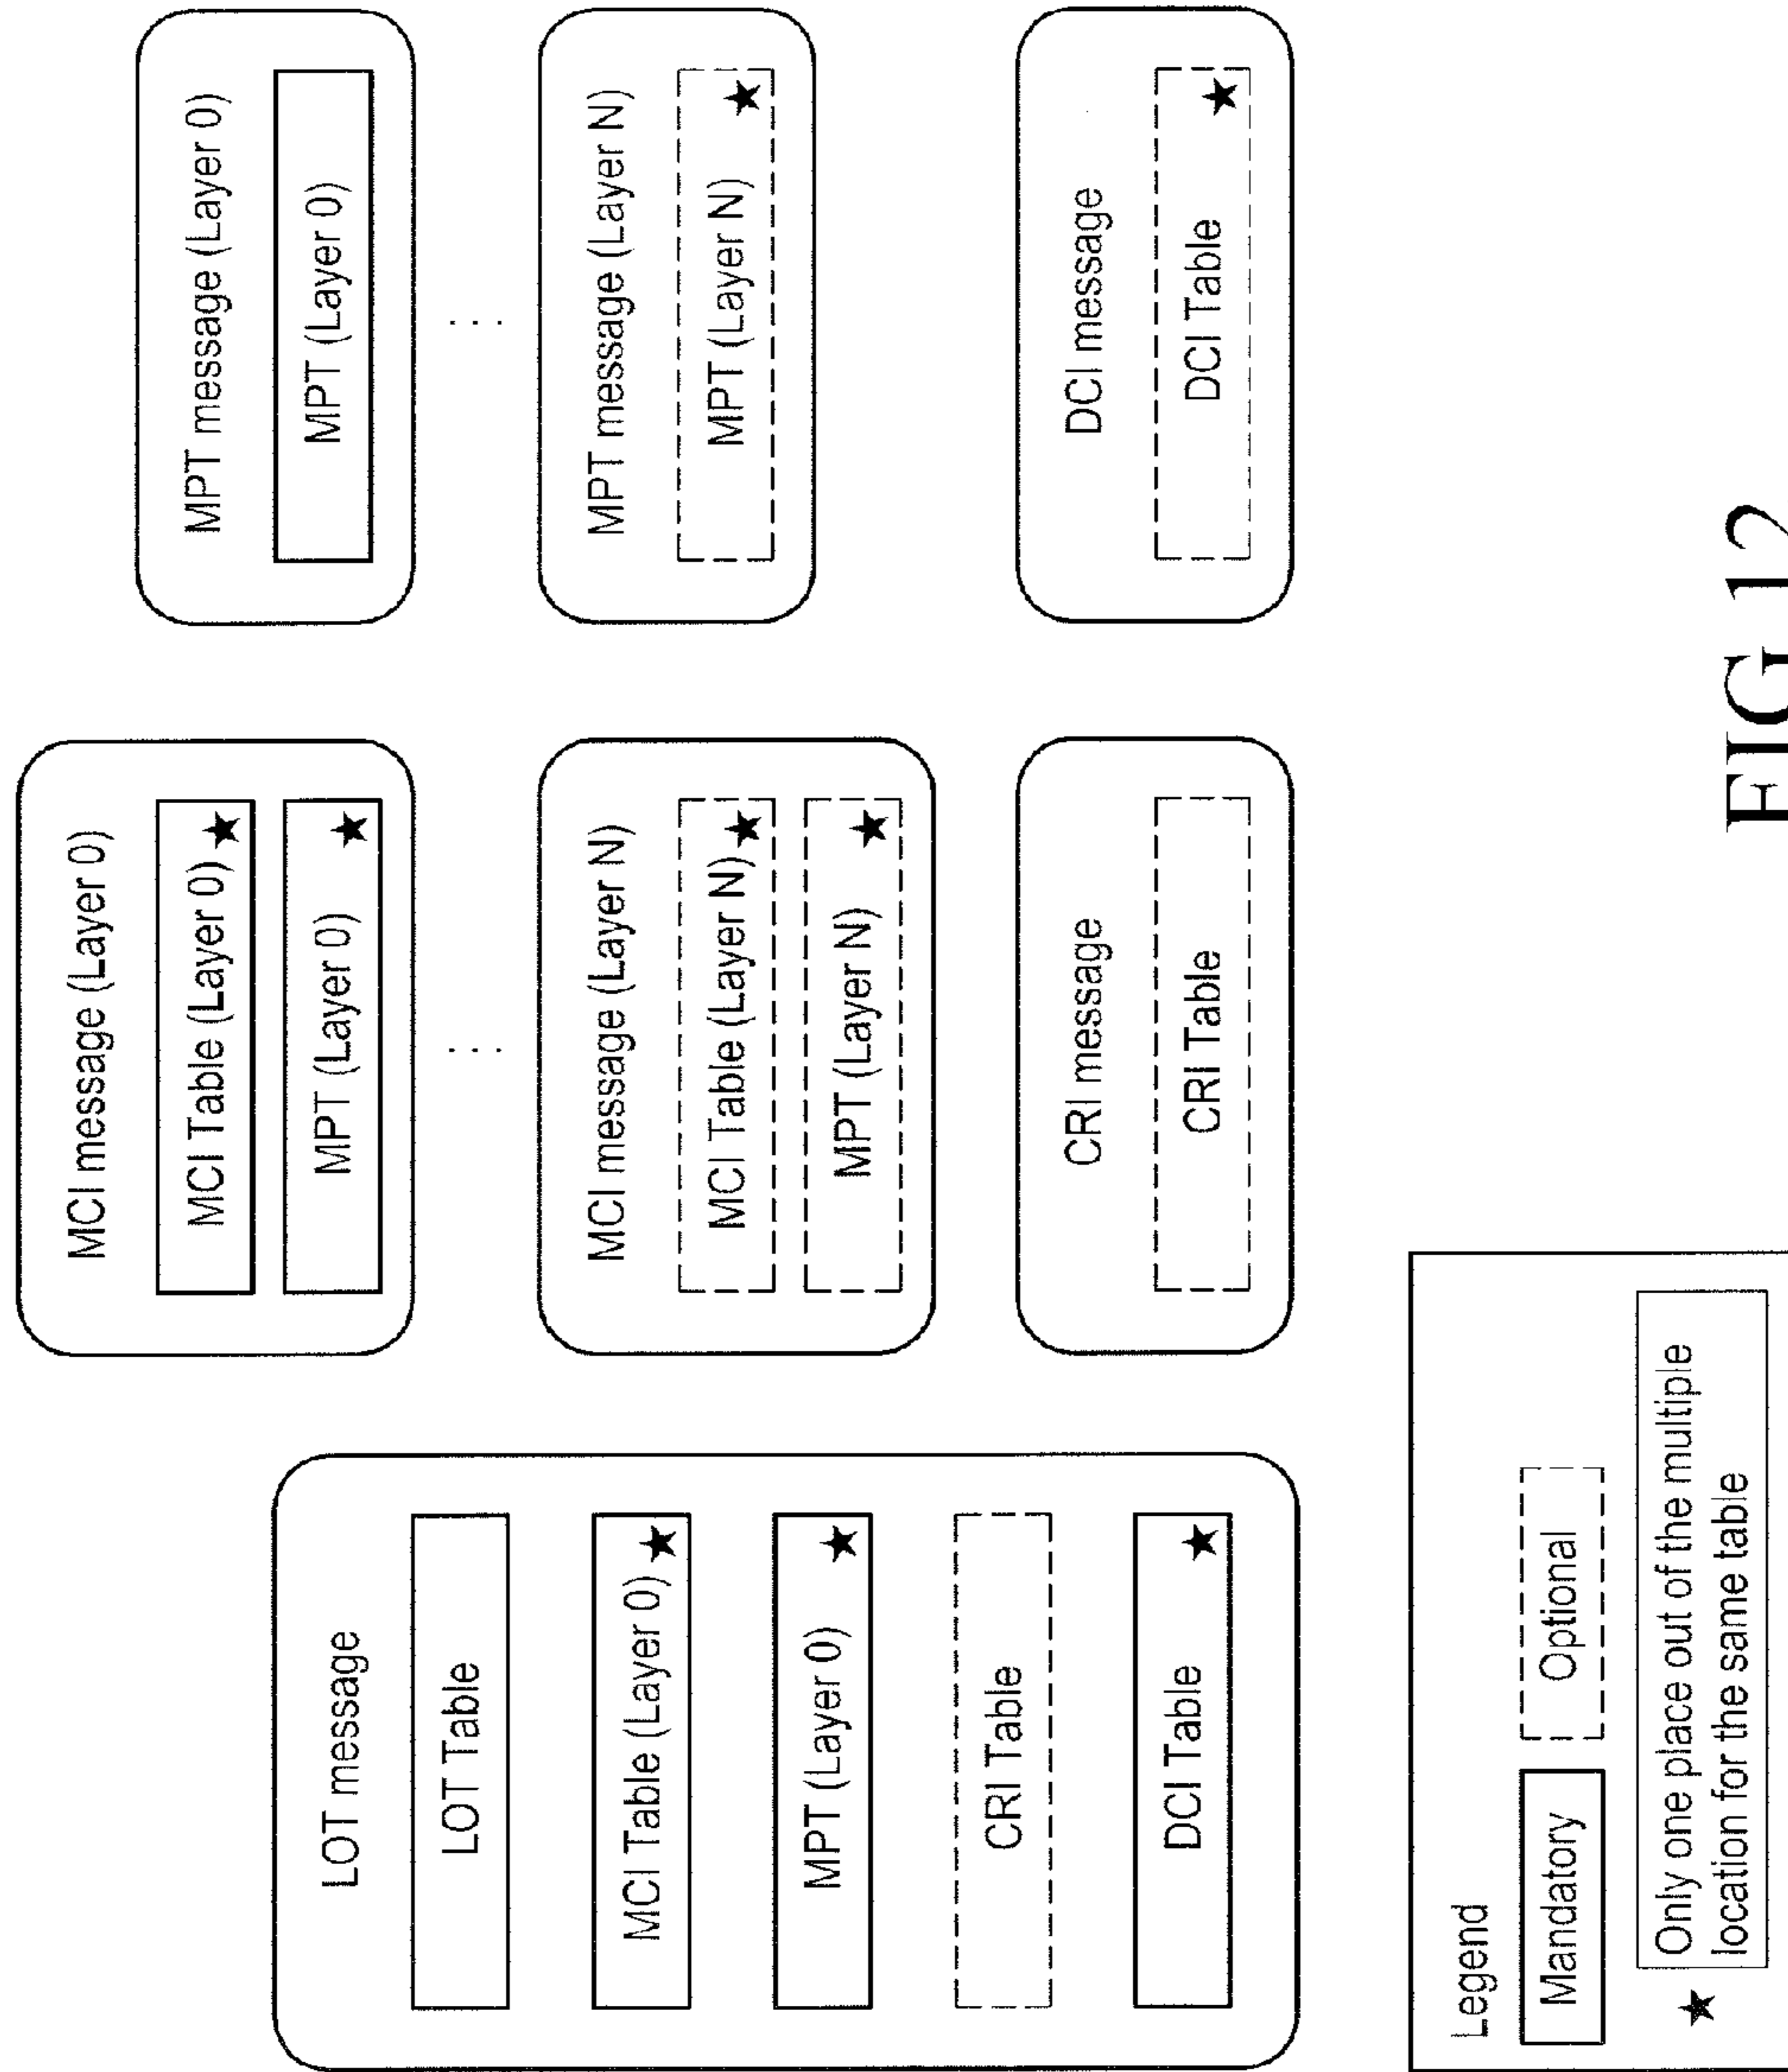 LOT message
LOT Table
MCI Table (Layer 0) ★
MPT (Layer 0) ★
CRI Table
DCI Table ★
MCI message (Layer 0)
MCI Table (Layer 0) ★
MPT (Layer 0) ★
...
MCI message (Layer N)
MCI Table (Layer N) ★
MPT (Layer N) ★
CRI message
CRI Table
MPT message (Layer 0)
MPT (Layer 0)
...
MPT message (Layer N)
MPT (Layer N) ★
DCI message
DCI Table ★
Legend
Mandatory
Optional
★ Only one place out of the multiple
location for the same table
FIG.12